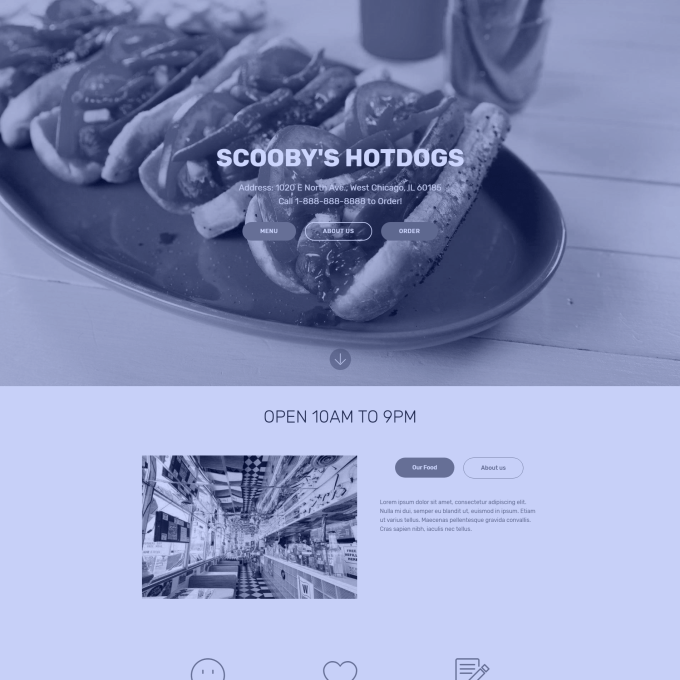 SCOOBY'S HOTDOGS
Address: 1020 E North Ave., West Chicago, IL 60185
Call 1-888-888-8888 to Order!
MENU
ABOUT US
ORDER
OPEN 10AM TO 9PM
Our Food
About us
Lorem ipsum dolor sit amet, consectetur adipiscing elit.
Nulla mi dui, semper eu blandit ut, euismod in ipsum. Etiam
ut varius tellus. Maecenas pellentesque gravida convallis.
Cras sapien nibh, iaculis nec tellus.